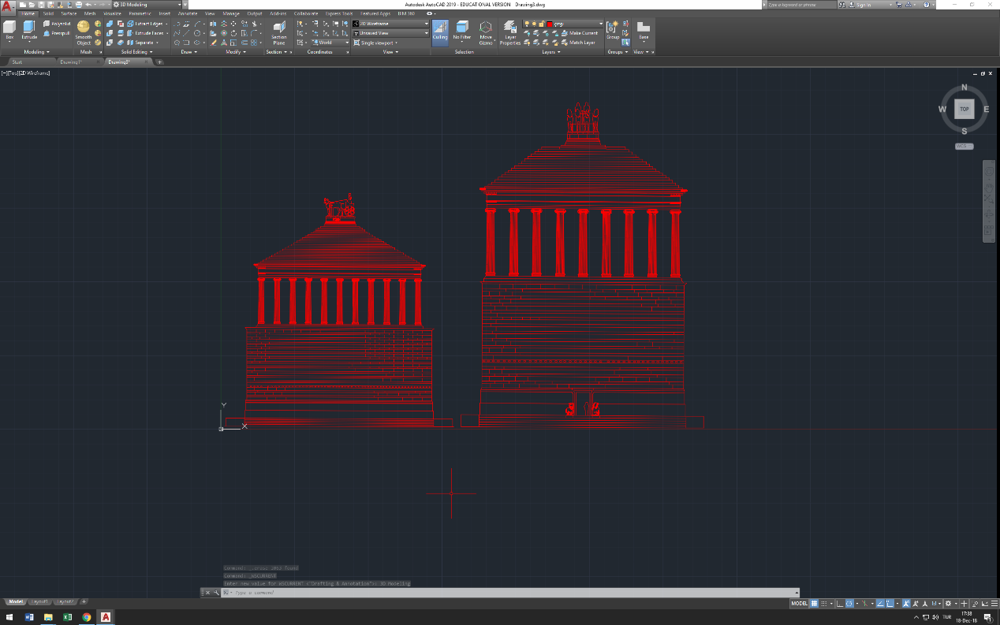 3D Modeling
Autodesk AutoCAD 2019 - EDUCATIONAL VERSION Drawing3.dwg
Type a keyword or phrase
Sign In
Home Solid Surface Mesh Visualize Parametric Insert Annotate View Manage Output Add-ins Collaborate Express Tools Featured Apps BIM 360
Box
Extrude
Polysolid
Presspull
Smooth Object
Extract Edges
Extrude Faces
Separate
Section Plane
World
2D Wireframe
Unsaved View
Single viewport
Culling
No Filter
Move Gizmo
Layer Properties
Make Current
Match Layer
Group
Base
Modeling Mesh Solid Editing Draw Modify Section Coordinates View Selection Layers Groups View
Start Drawing1* Drawing3*
[−][Top][2D Wireframe]
N
W TOP E
S
WCS
Y
X
Command:
Command: _WSCURRENT
Enter new value for WSCURRENT <"Drafting & Annotation">: 3D Modeling
Type a command
Model Layout1 Layout2 +
MODEL
TUR
17:38
18-Dec-18